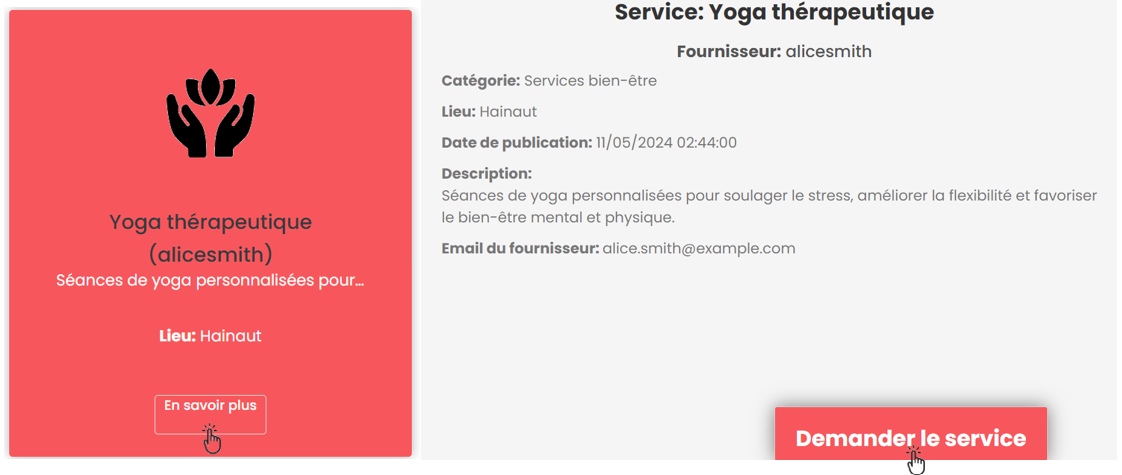 Yoga thérapeutique
(alicesmith)
Séances de yoga personnalisées pour...
Lieu: Hainaut
En savoir plus
Service: Yoga thérapeutique
Fournisseur: alicesmith
Catégorie: Services bien-être
Lieu: Hainaut
Date de publication: 11/05/2024 02:44:00
Description:
Séances de yoga personnalisées pour soulager le stress, améliorer la flexibilité et favoriser
le bien-être mental et physique.
Email du fournisseur: alice.smith@example.com
Demander le service